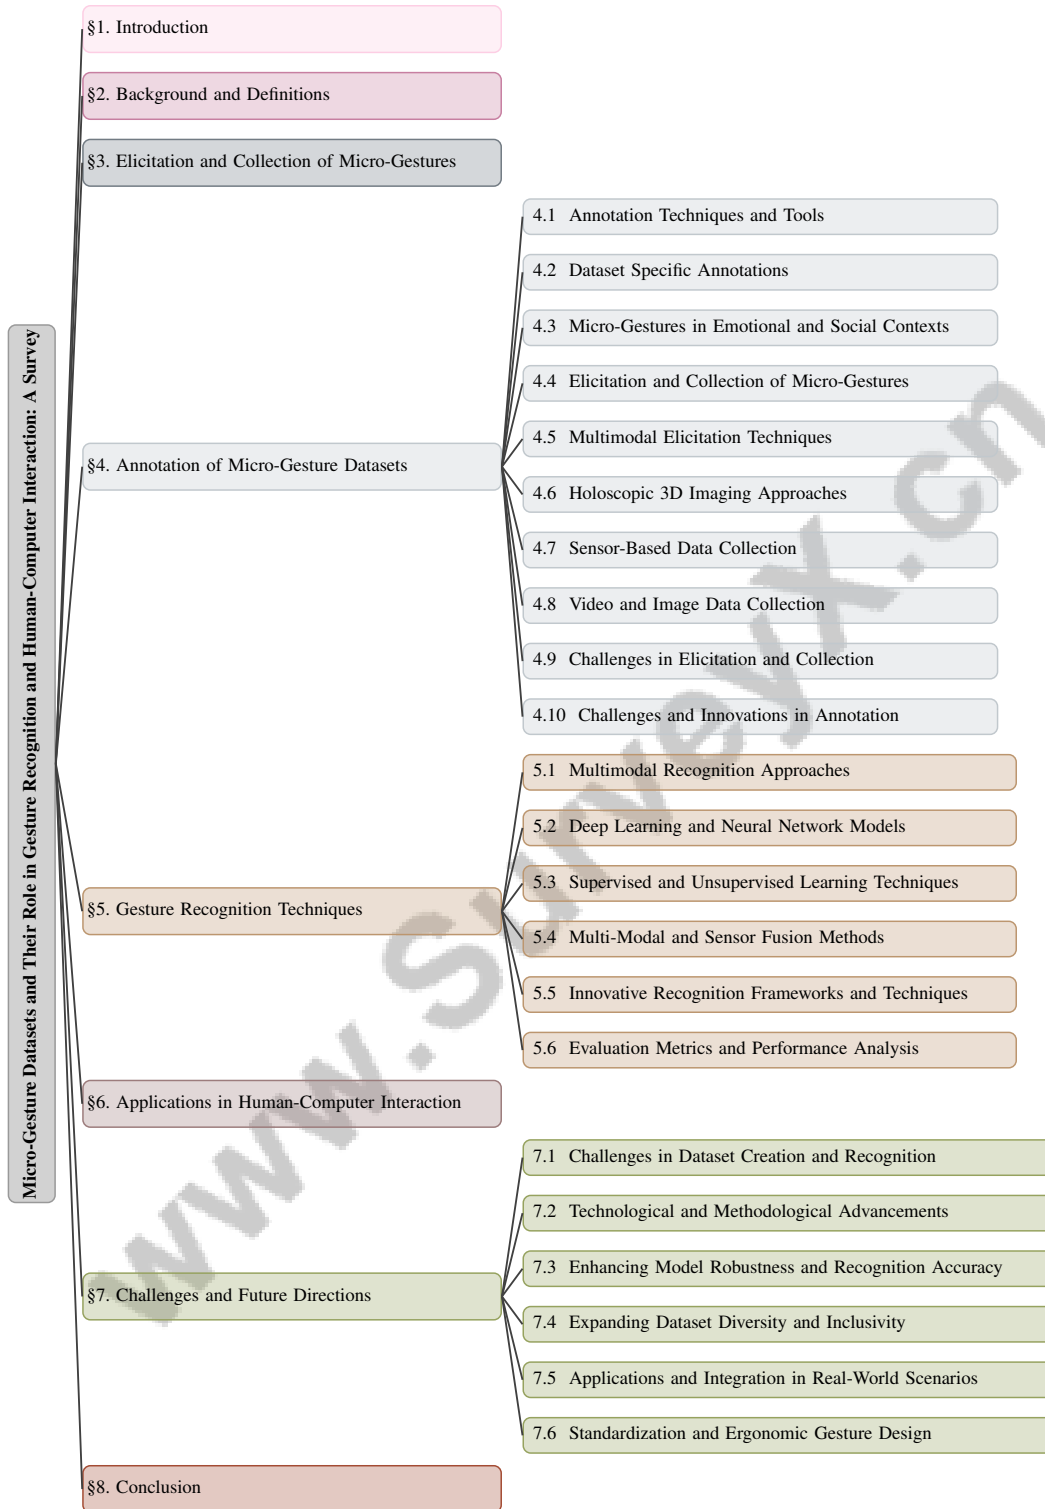 Micro-Gesture Datasets and Their Role in Gesture Recognition and Human-Computer Interaction: A Survey
§1. Introduction
§2. Background and Definitions
§3. Elicitation and Collection of Micro-Gestures
§4. Annotation of Micro-Gesture Datasets
4.1 Annotation Techniques and Tools
4.2 Dataset Specific Annotations
4.3 Micro-Gestures in Emotional and Social Contexts
4.4 Elicitation and Collection of Micro-Gestures
4.5 Multimodal Elicitation Techniques
4.6 Holoscopic 3D Imaging Approaches
4.7 Sensor-Based Data Collection
4.8 Video and Image Data Collection
4.9 Challenges in Elicitation and Collection
4.10 Challenges and Innovations in Annotation
§5. Gesture Recognition Techniques
5.1 Multimodal Recognition Approaches
5.2 Deep Learning and Neural Network Models
5.3 Supervised and Unsupervised Learning Techniques
5.4 Multi-Modal and Sensor Fusion Methods
5.5 Innovative Recognition Frameworks and Techniques
5.6 Evaluation Metrics and Performance Analysis
§6. Applications in Human-Computer Interaction
§7. Challenges and Future Directions
7.1 Challenges in Dataset Creation and Recognition
7.2 Technological and Methodological Advancements
7.3 Enhancing Model Robustness and Recognition Accuracy
7.4 Expanding Dataset Diversity and Inclusivity
7.5 Applications and Integration in Real-World Scenarios
7.6 Standardization and Ergonomic Gesture Design
§8. Conclusion
www.Surveyx.cn